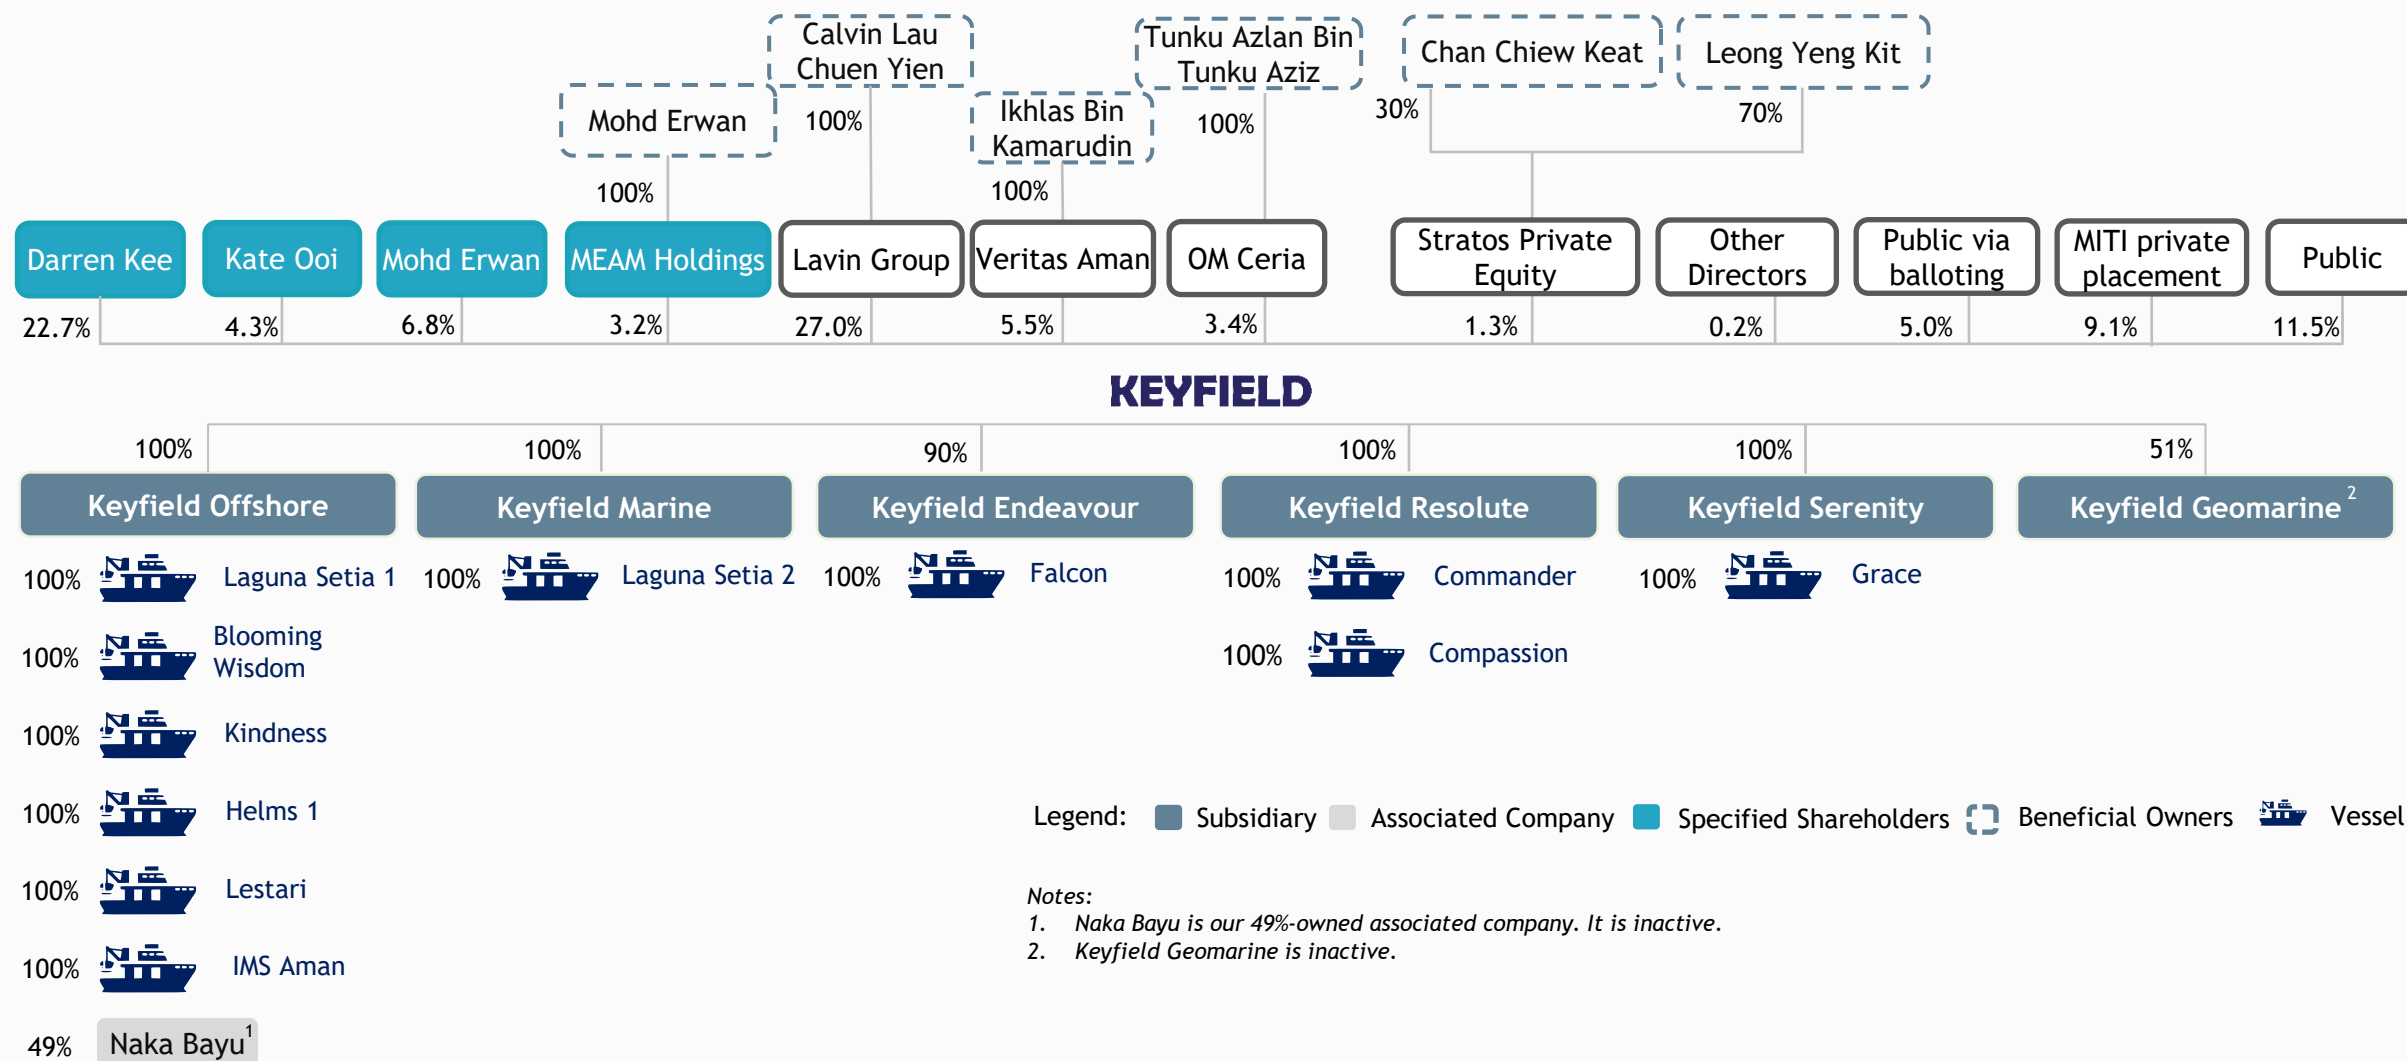 Calvin Lau
Chuen Yien
Tunku Azlan Bin
Tunku Aziz
Chan Chiew Keat
Leong Yeng Kit
Mohd Erwan
Ikhlas Bin
Kamarudin
100%
100%
30%
70%
100%
100%
Darren Kee
Kate Ooi
Mohd Erwan
MEAM Holdings
Lavin Group
Veritas Aman
OM Ceria
Stratos Private
Equity
Other
Directors
Public via
balloting
MITI private
placement
Public
22.7%
4.3%
6.8%
3.2%
27.0%
5.5%
3.4%
1.3%
0.2%
5.0%
9.1%
11.5%
KEYFIELD
100%
100%
90%
100%
100%
51%
Keyfield Offshore
Keyfield Marine
Keyfield Endeavour
Keyfield Resolute
Keyfield Serenity
Keyfield Geomarine 2
100% Laguna Setia 1
100% Laguna Setia 2
100% Falcon
100% Commander
100% Grace
100% Blooming
Wisdom
100% Compassion
100% Kindness
100% Helms 1
100% Lestari
100% IMS Aman
49% Naka Bayu 1
Legend: Subsidiary Associated Company Specified Shareholders Beneficial Owners Vessel
Notes:
1. Naka Bayu is our 49%-owned associated company. It is inactive.
2. Keyfield Geomarine is inactive.